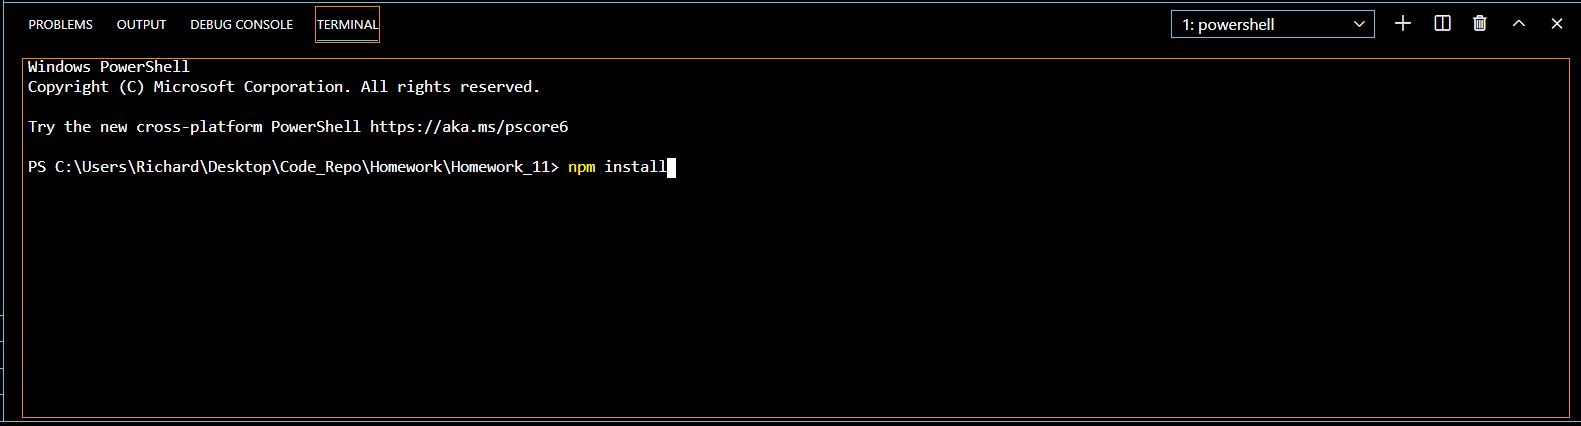 PROBLEMS OUTPUT DEBUG CONSOLE TERMINAL 1: powershell
Windows PowerShell
Copyright (C) Microsoft Corporation. All rights reserved.
Try the new cross-platform PowerShell https://aka.ms/pscore6
PS C:\Users\Richard\Desktop\Code_Repo\Homework\Homework_11> npm install